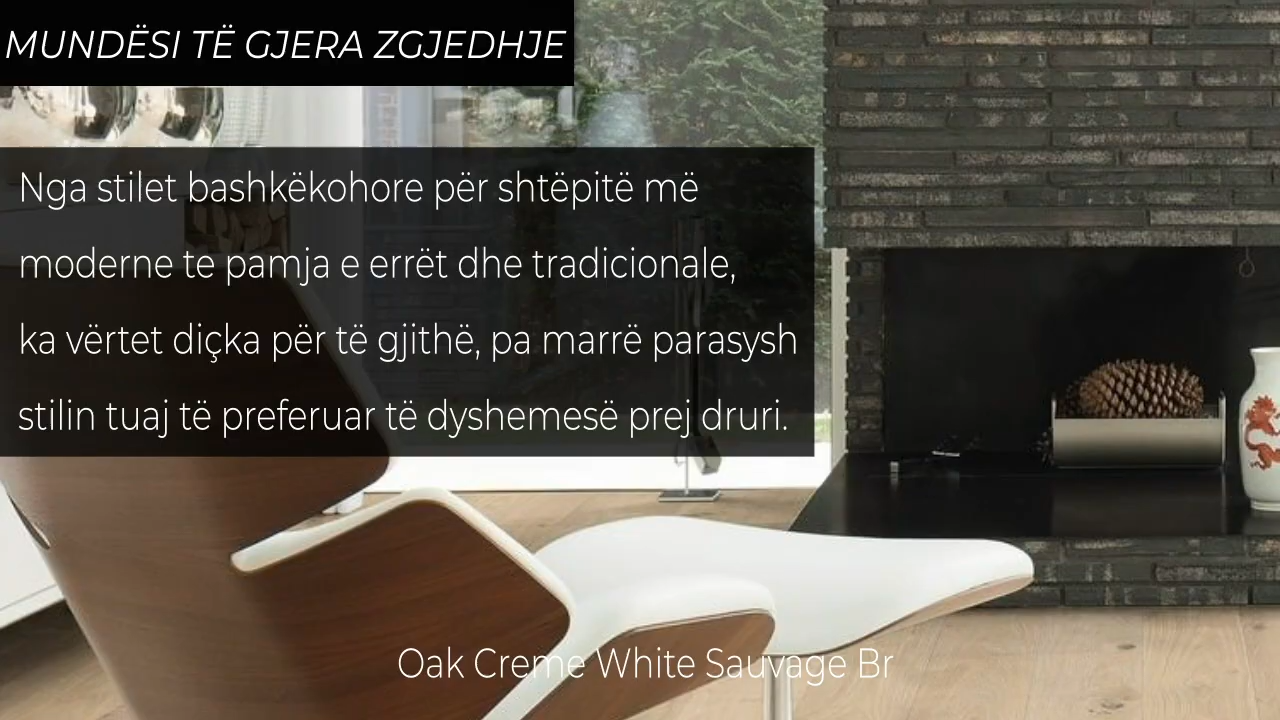 MUNDËSI TË GJERA ZGJEDHJE
Nga stilet bashkëkohore për shtëpitë më
moderne te pamja e errët dhe tradicionale,
ka vërtet diçka për të gjithë, pa marrë parasysh
stilin tuaj të preferuar të dyshemesë prej druri.
Oak Creme White Sauvage Br